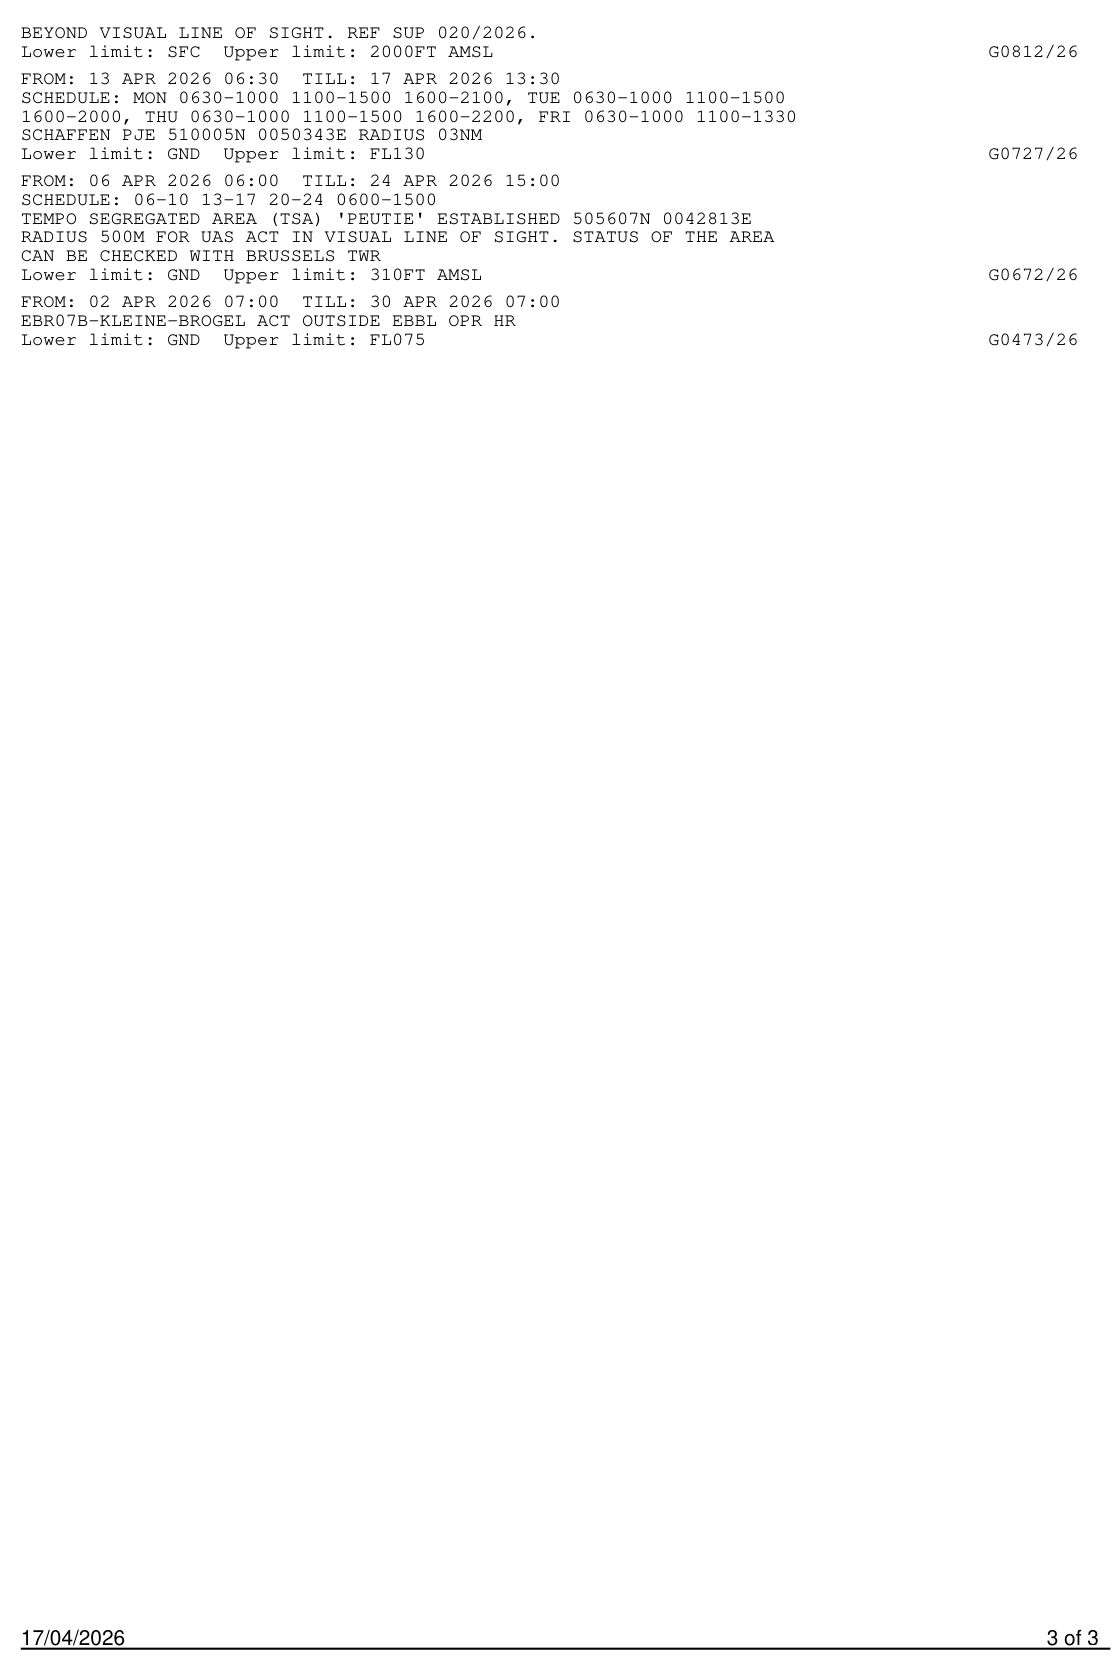 BEYOND VISUAL LINE OF SIGHT. REF SUP 020/2026.
Lower limit: SFC  Upper limit: 2000FT AMSL G0812/26
FROM: 13 APR 2026 06:30  TILL: 17 APR 2026 13:30
SCHEDULE: MON 0630-1000 1100-1500 1600-2100, TUE 0630-1000 1100-1500
1600-2000, THU 0630-1000 1100-1500 1600-2200, FRI 0630-1000 1100-1330
SCHAFFEN PJE 510005N 0050343E RADIUS 03NM
Lower limit: GND  Upper limit: FL130 G0727/26
FROM: 06 APR 2026 06:00  TILL: 24 APR 2026 15:00
SCHEDULE: 06-10 13-17 20-24 0600-1500
TEMPO SEGREGATED AREA (TSA) 'PEUTIE' ESTABLISHED 505607N 0042813E
RADIUS 500M FOR UAS ACT IN VISUAL LINE OF SIGHT. STATUS OF THE AREA
CAN BE CHECKED WITH BRUSSELS TWR
Lower limit: GND  Upper limit: 310FT AMSL G0672/26
FROM: 02 APR 2026 07:00  TILL: 30 APR 2026 07:00
EBR07B-KLEINE-BROGEL ACT OUTSIDE EBBL OPR HR
Lower limit: GND  Upper limit: FL075 G0473/26
17/04/2026 3 of 3